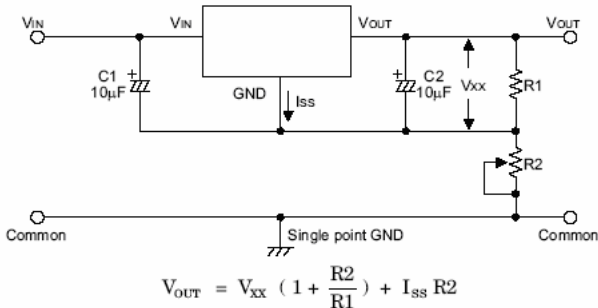 VIN VIN VOUT VOUT
C1
10μF
GND
ISS
C2
10μF
VXX
R1
R2
Common Single point GND Common
VOUT = VXX ( 1 + R2/R1 ) + ISS R2